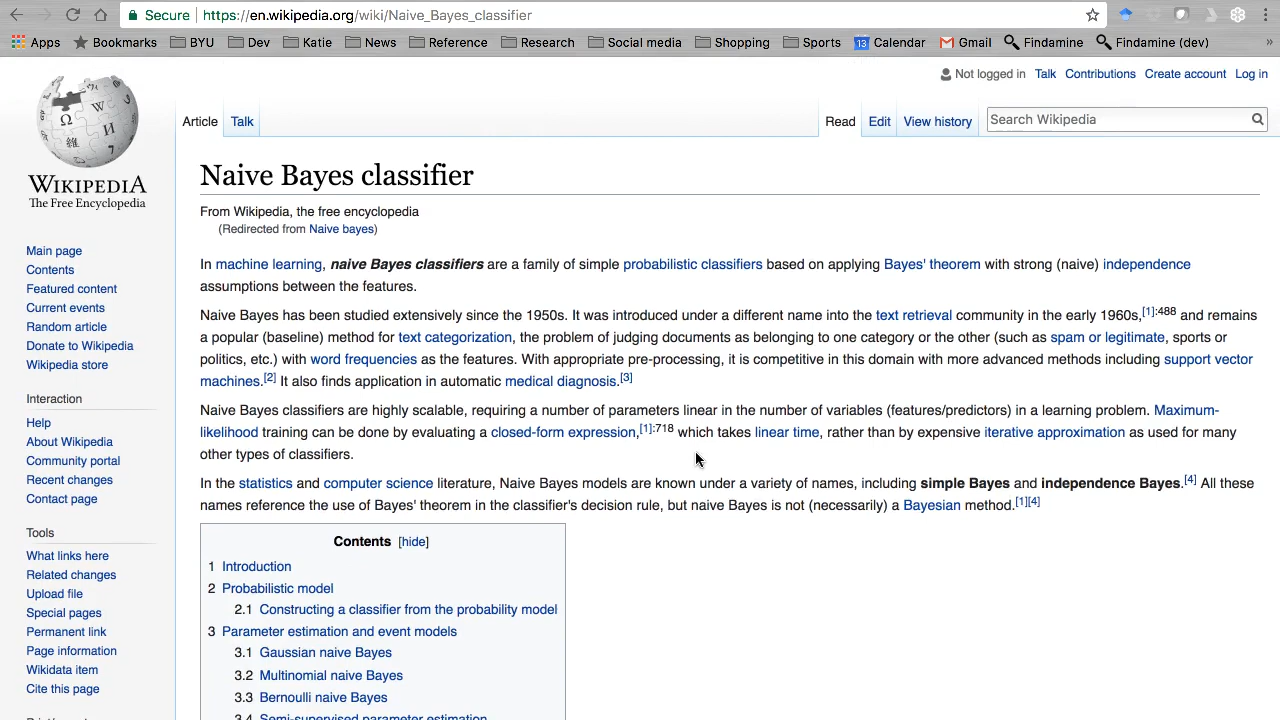 Secure https://en.wikipedia.org/wiki/Naive_Bayes_classifier
Apps Bookmarks BYU Dev Katie News Reference Research Social media Shopping Sports 13 Calendar Gmail Findamine Findamine (dev) »
Not logged in Talk Contributions Create account Log in
Article Talk Read Edit View history Search Wikipedia
WIKIPEDIA
The Free Encyclopedia
Main page
Contents
Featured content
Current events
Random article
Donate to Wikipedia
Wikipedia store
Interaction
Help
About Wikipedia
Community portal
Recent changes
Contact page
Tools
What links here
Related changes
Upload file
Special pages
Permanent link
Page information
Wikidata item
Cite this page
Naive Bayes classifier
From Wikipedia, the free encyclopedia
(Redirected from Naive bayes)
In machine learning, naive Bayes classifiers are a family of simple probabilistic classifiers based on applying Bayes' theorem with strong (naive) independence
assumptions between the features.
Naive Bayes has been studied extensively since the 1950s. It was introduced under a different name into the text retrieval community in the early 1960s,[1]:488 and remains
a popular (baseline) method for text categorization, the problem of judging documents as belonging to one category or the other (such as spam or legitimate, sports or
politics, etc.) with word frequencies as the features. With appropriate pre-processing, it is competitive in this domain with more advanced methods including support vector
machines.[2] It also finds application in automatic medical diagnosis.[3]
Naive Bayes classifiers are highly scalable, requiring a number of parameters linear in the number of variables (features/predictors) in a learning problem. Maximum-
likelihood training can be done by evaluating a closed-form expression,[1]:718 which takes linear time, rather than by expensive iterative approximation as used for many
other types of classifiers.
In the statistics and computer science literature, Naive Bayes models are known under a variety of names, including simple Bayes and independence Bayes.[4] All these
names reference the use of Bayes' theorem in the classifier's decision rule, but naive Bayes is not (necessarily) a Bayesian method.[1][4]
Contents [hide]
1 Introduction
2 Probabilistic model
2.1 Constructing a classifier from the probability model
3 Parameter estimation and event models
3.1 Gaussian naive Bayes
3.2 Multinomial naive Bayes
3.3 Bernoulli naive Bayes
3.4 Semi-supervised parameter estimation